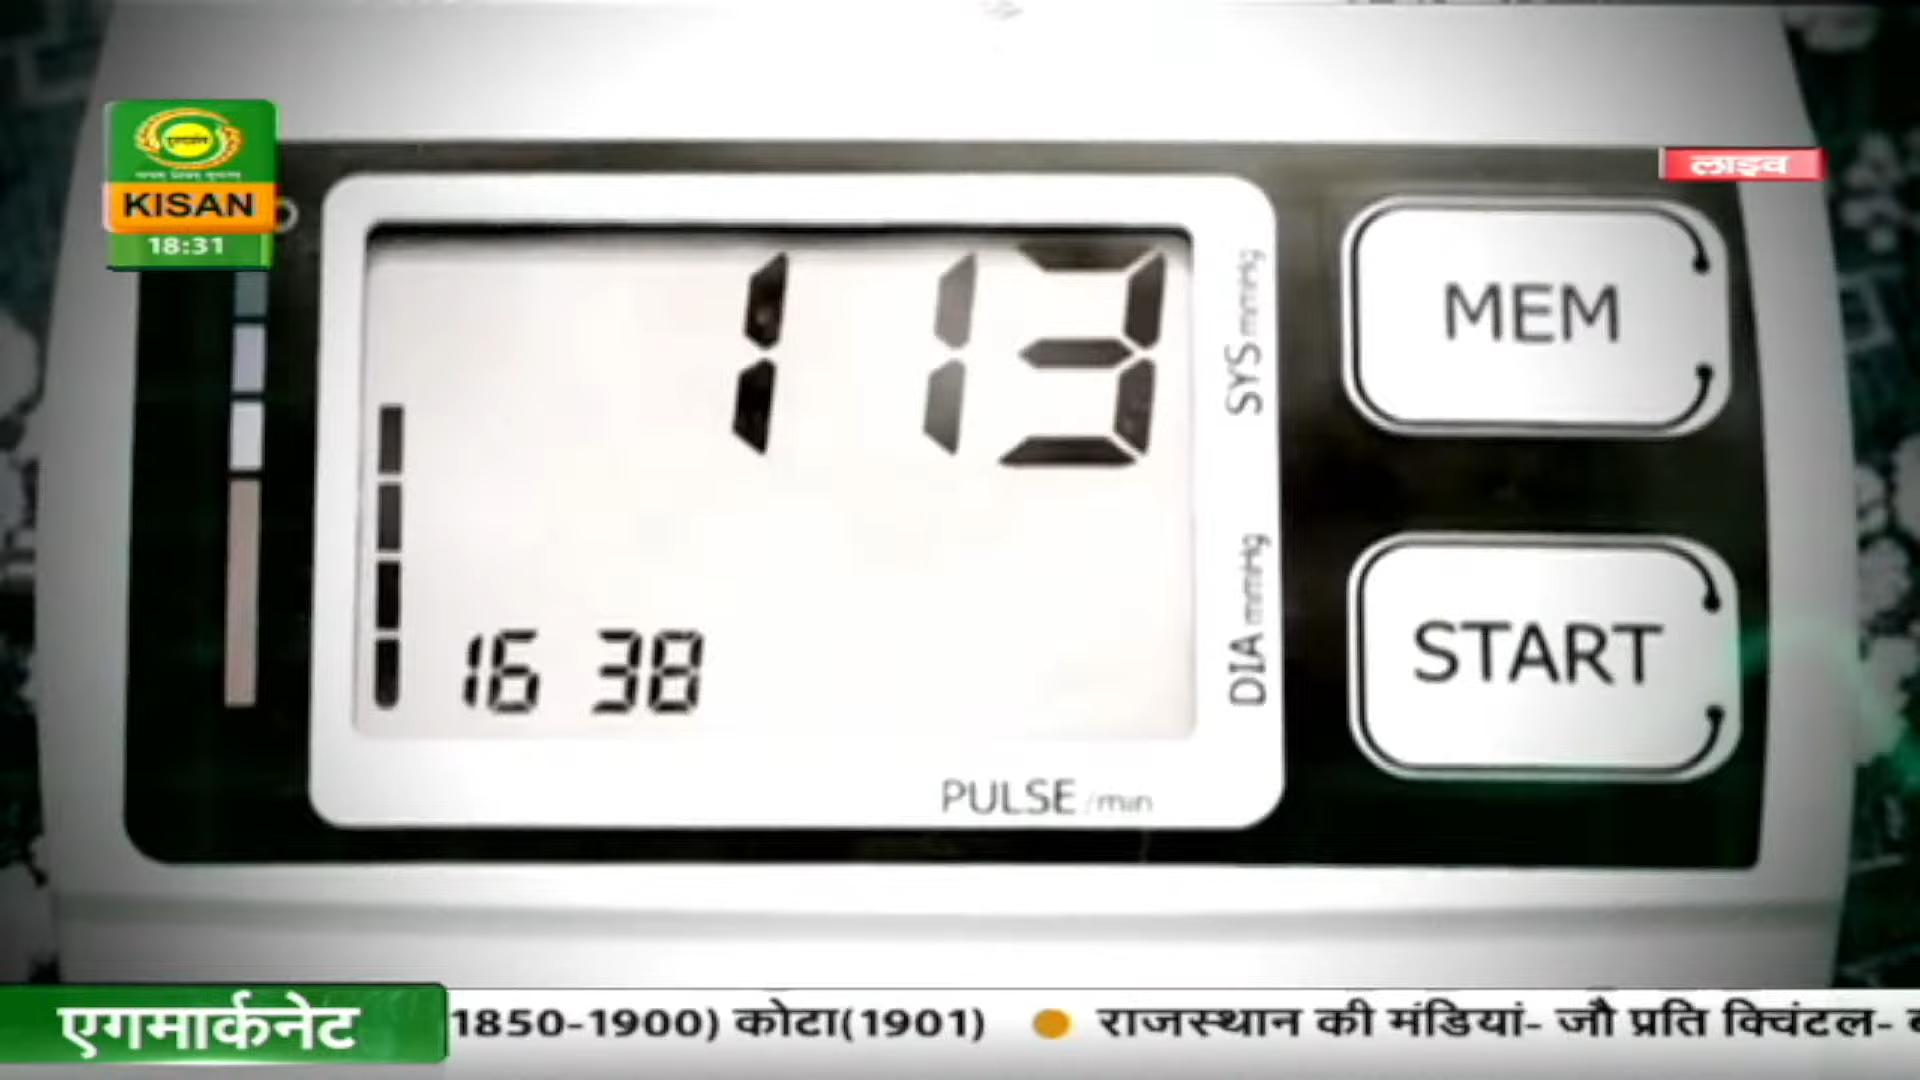 KISAN
18:31
लाइव
113
SYS mmHg
MEM
16 38
DIA mmHg
START
PULSE /min
एगमार्कनेट
1850-1900) कोटा(1901)
राजस्थान की मंडियां- जौ प्रति क्विंटल-